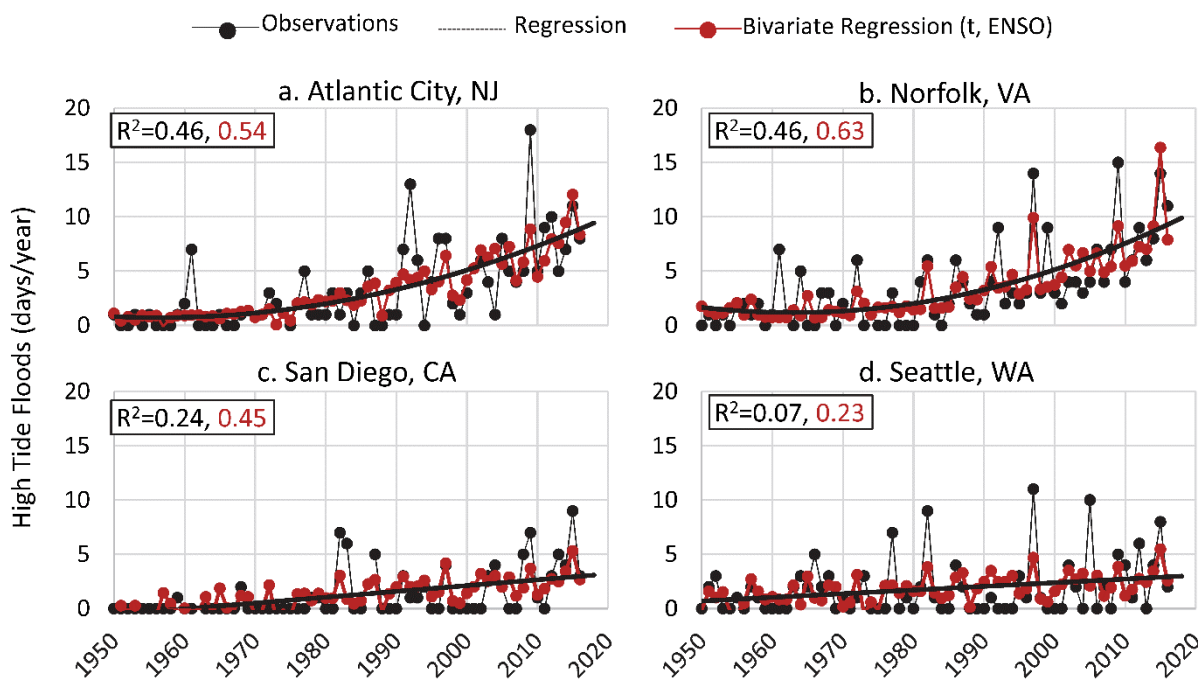 Observations Regression Bivariate Regression (t, ENSO)
High Tide Floods (days/year)
a. Atlantic City, NJ
R²=0.46, 0.54
20
15
10
5
0
b. Norfolk, VA
R²=0.46, 0.63
20
15
10
5
0
c. San Diego, CA
R²=0.24, 0.45
20
15
10
5
0
1950 1960 1970 1980 1990 2000 2010 2020
d. Seattle, WA
R²=0.07, 0.23
20
15
10
5
0
1950 1960 1970 1980 1990 2000 2010 2020